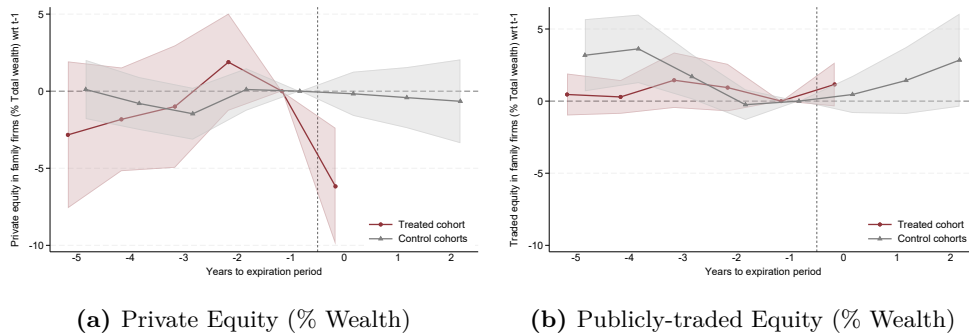 Private equity in family firms (% Total wealth) wrt t-1
5
0
-5
-10
Treated cohort
Control cohorts
-5 -4 -3 -2 -1 0 1 2
Years to expiration period
(a) Private Equity (% Wealth)
Traded equity in family firms (% Total wealth) wrt t-1
5
0
-5
-10
Treated cohort
Control cohorts
-5 -4 -3 -2 -1 0 1 2
Years to expiration period
(b) Publicly-traded Equity (% Wealth)